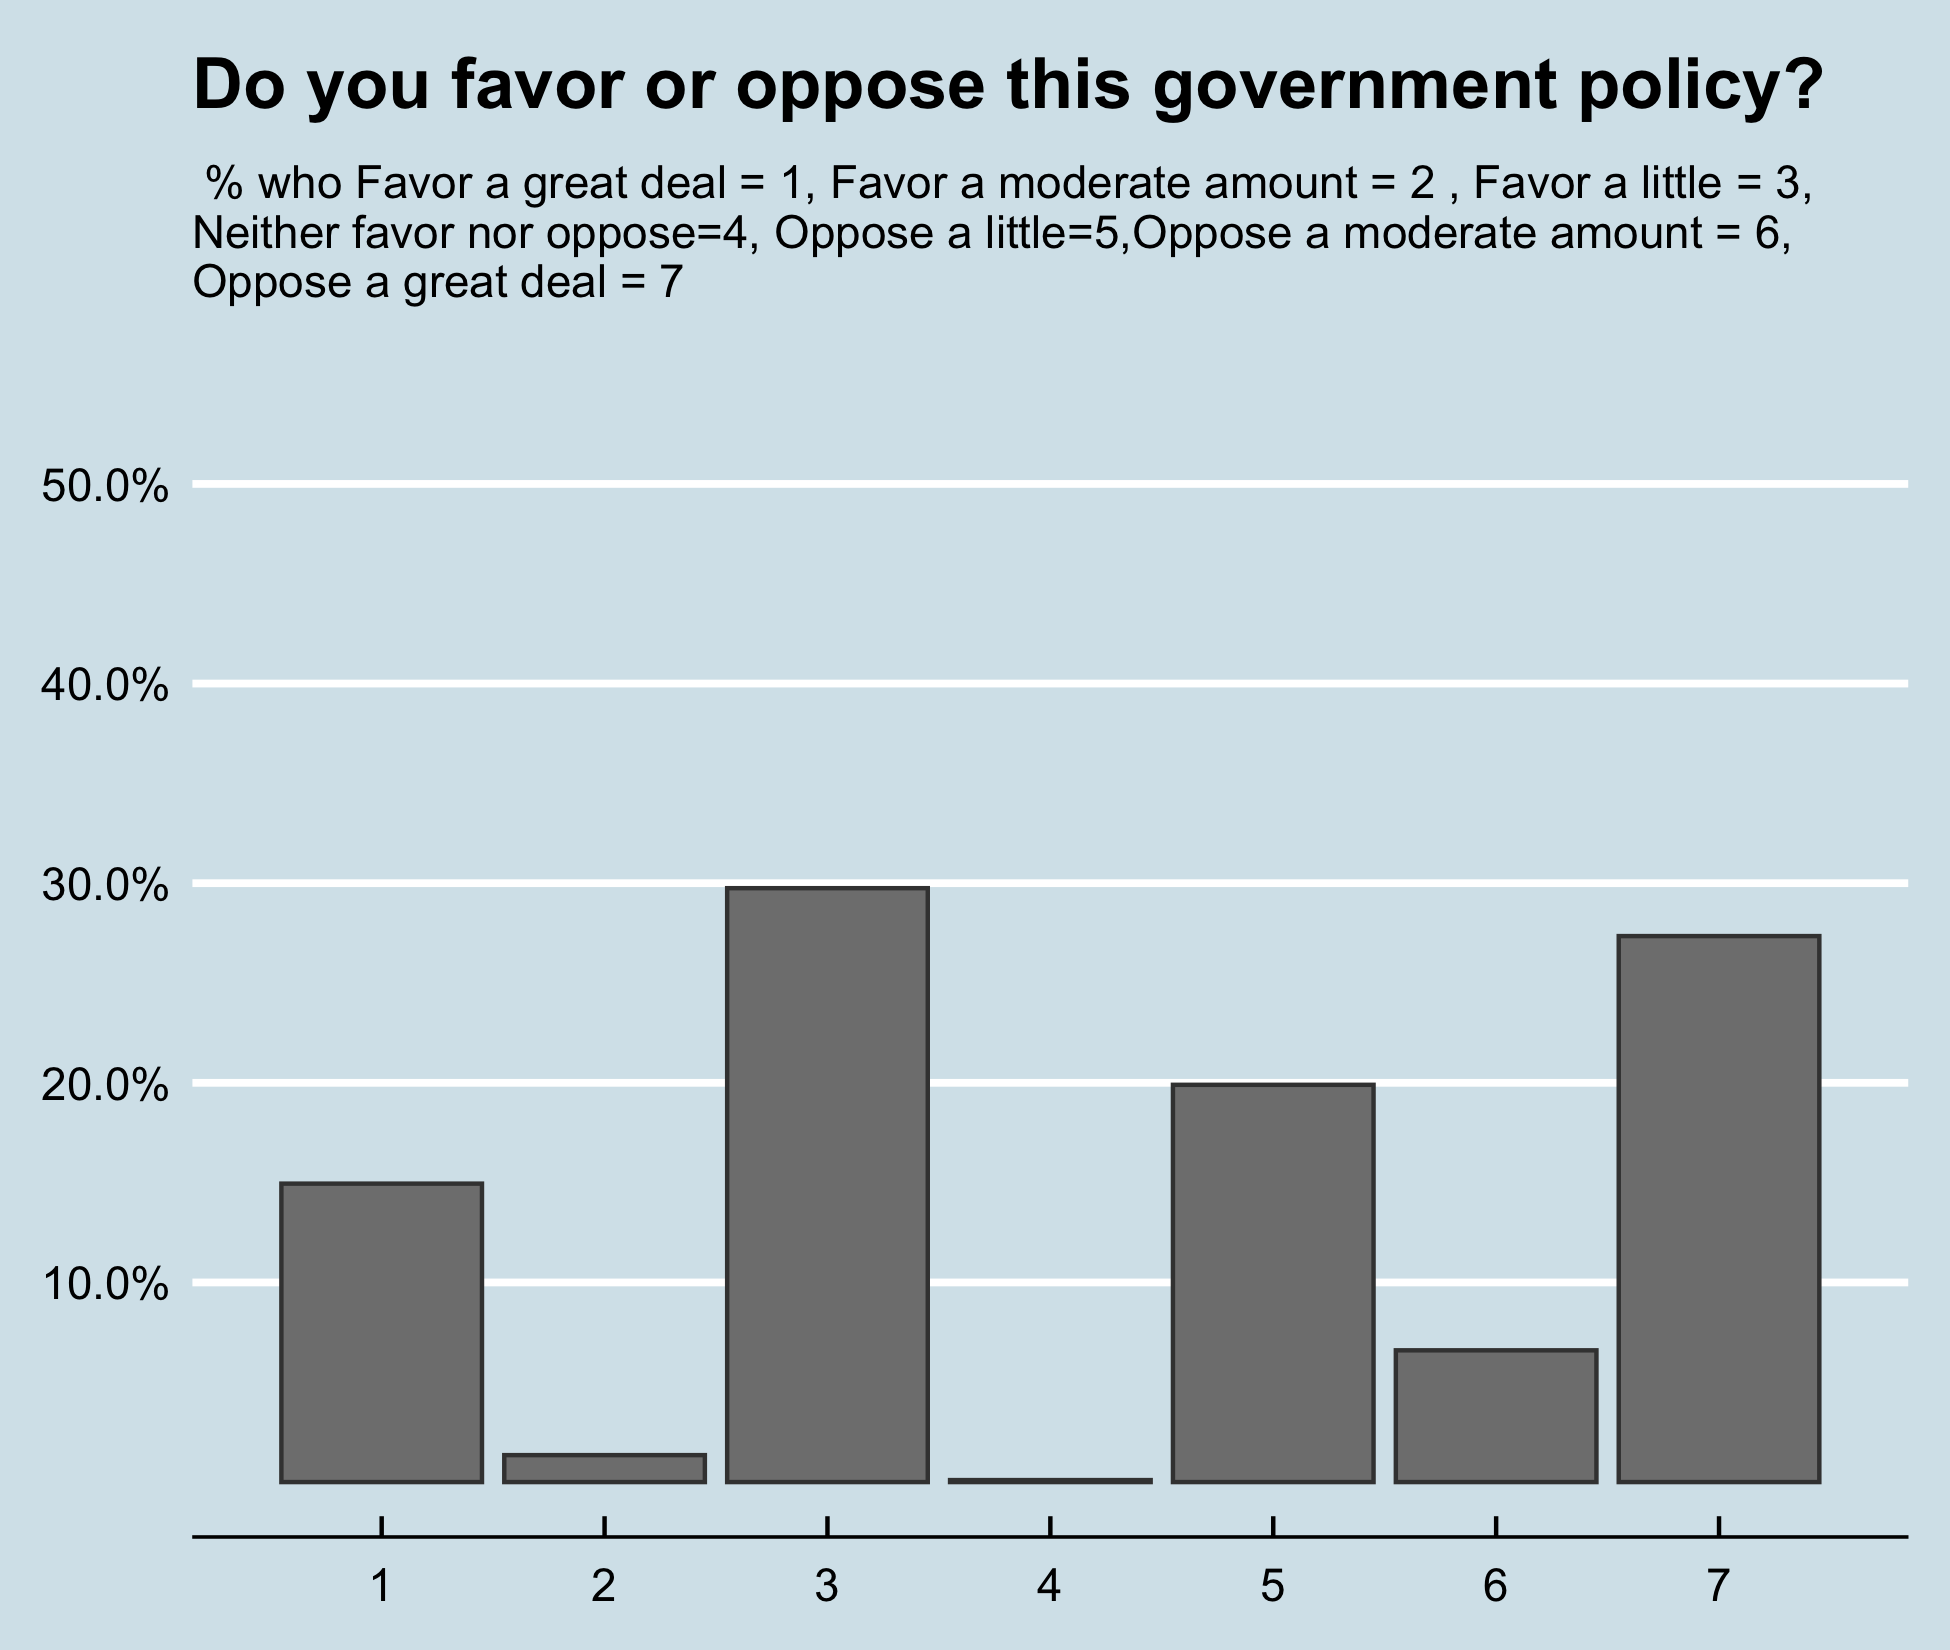 Do you favor or oppose this government policy?
% who Favor a great deal = 1, Favor a moderate amount = 2 , Favor a little = 3,
Neither favor nor oppose=4, Oppose a little=5,Oppose a moderate amount = 6,
Oppose a great deal = 7
50.0%
40.0%
30.0%
20.0%
10.0%
1 2 3 4 5 6 7